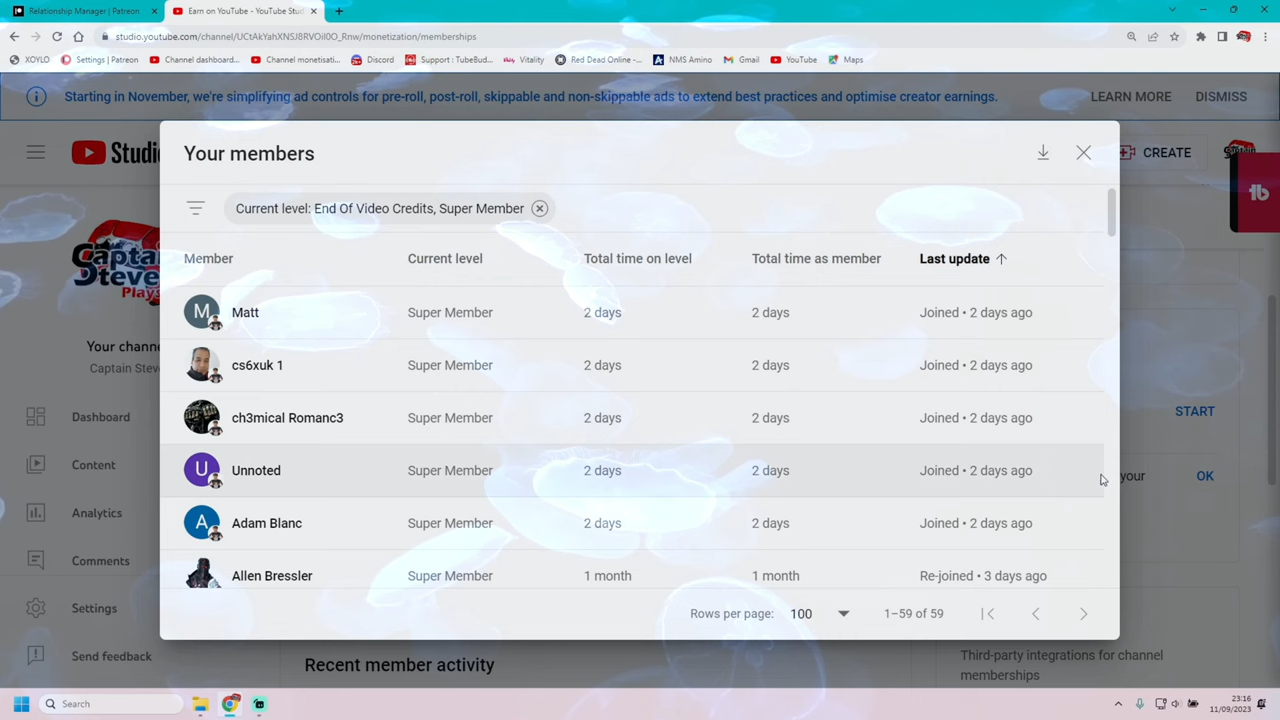 Relationship Manager | Patreon
Earn on YouTube - YouTube Stud
studio.youtube.com/channel/UCtAkYahXNSJ8RVOiI0O_Rnw/monetization/memberships
XOYLO
Settings | Patreon
Channel dashboard...
Channel monetisati...
Discord
Support : TubeBud...
Vitality
Red Dead Online -...
NMS Amino
Gmail
YouTube
Maps
Starting in November, we're simplifying ad controls for pre-roll, post-roll, skippable and non-skippable ads to extend best practices and optimise creator earnings.
LEARN MORE
DISMISS
Studio
CREATE
Your members
Current level: End Of Video Credits, Super Member
Member Current level Total time on level Total time as member Last update
M Matt Super Member 2 days 2 days Joined • 2 days ago
cs6xuk 1 Super Member 2 days 2 days Joined • 2 days ago
ch3mical Romanc3 Super Member 2 days 2 days Joined • 2 days ago
U Unnoted Super Member 2 days 2 days Joined • 2 days ago
A Adam Blanc Super Member 2 days 2 days Joined • 2 days ago
Allen Bressler Super Member 1 month 1 month Re-joined • 3 days ago
Rows per page: 100 1–59 of 59
Captain
Steve
Plays
Your chann
Captain Steve
Dashboard
Content
Analytics
Comments
Settings
Send feedback
START
your OK
tb
Recent member activity
Third-party integrations for channel
memberships
Search
23:16
11/09/2023